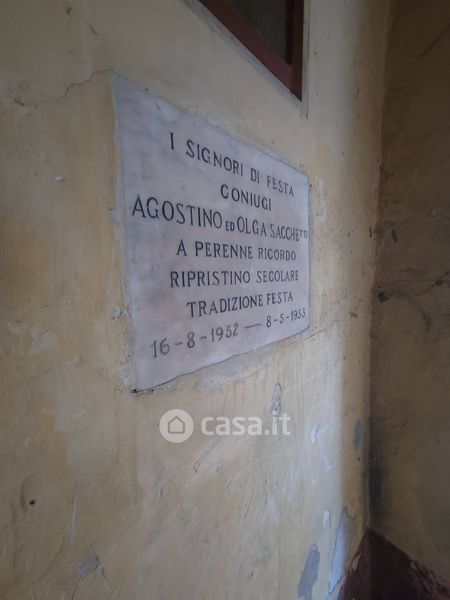 I SIGNORI DI FESTA
CONIUGI
AGOSTINO ED OLGA SACCHETTI
A PERENNE RICORDO
RIPRISTINO SECOLARE
TRADIZIONE FESTA
16-8-1952 — 8-5-1955
casa.it